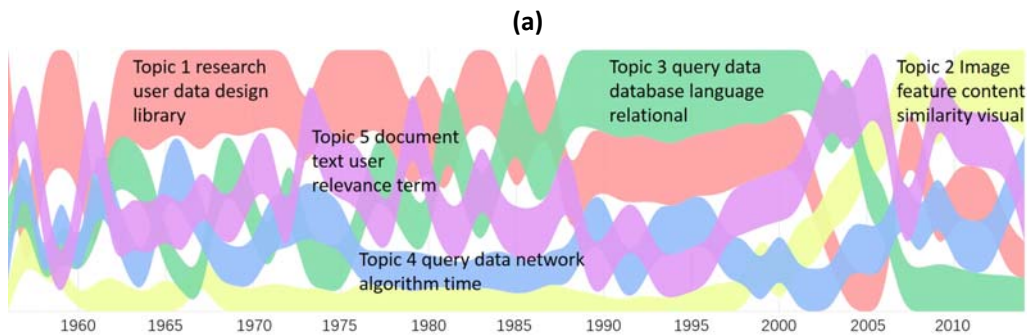 (a)
Topic 1 research
user data design
library
Topic 5 document
text user
relevance term
Topic 4 query data network
algorithm time
Topic 3 query data
database language
relational
Topic 2 Image
feature content
similarity visual
1960 1965 1970 1975 1980 1985 1990 1995 2000 2005 2010